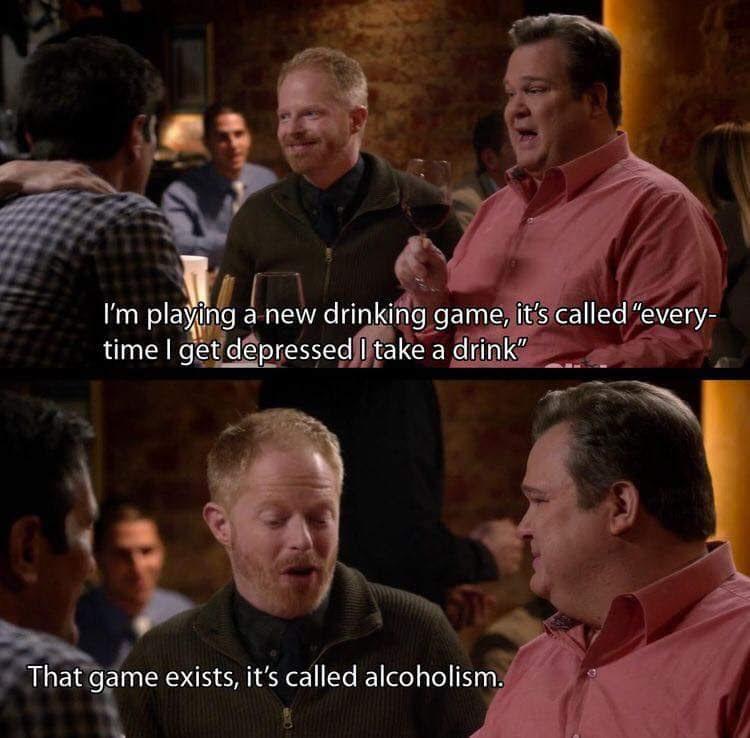 I'm playing a new drinking game, it's called “every-
time I get depressed I take a drink”
That game exists, it's called alcoholism.